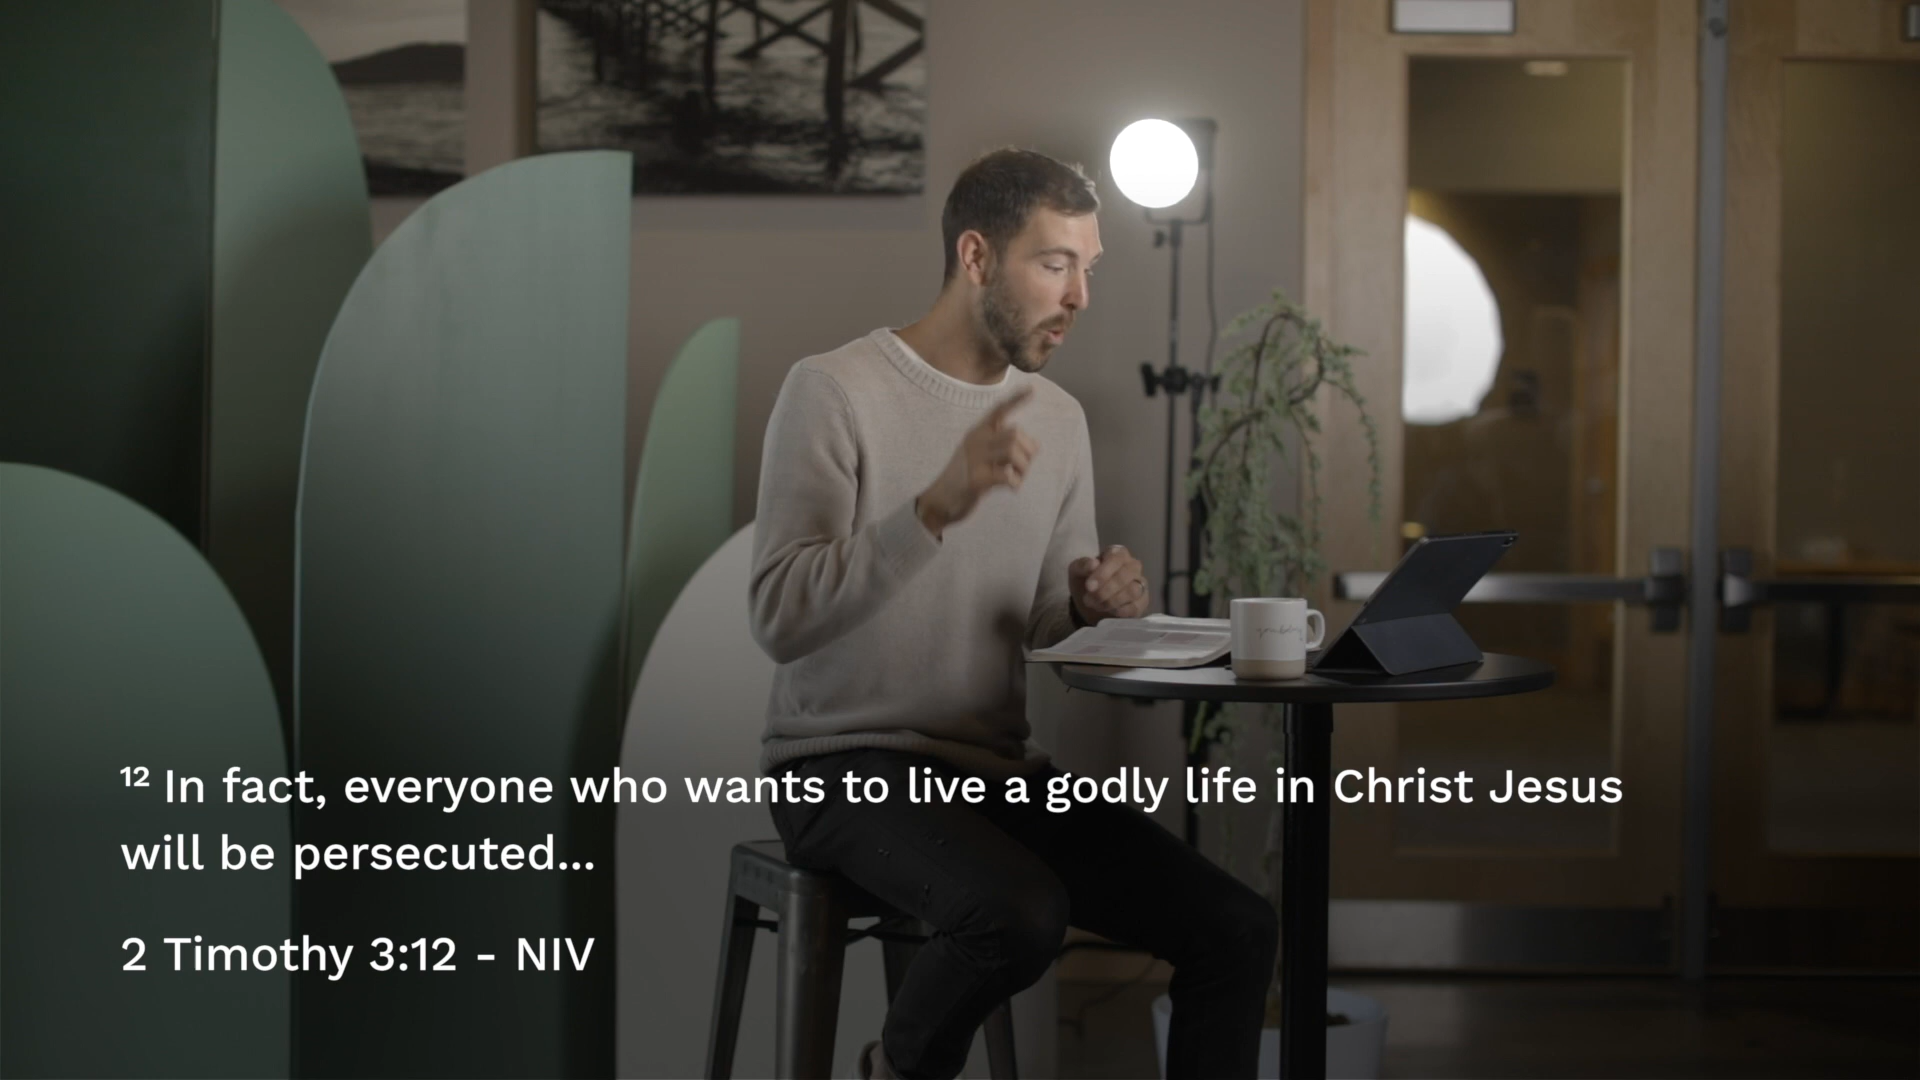 ¹² In fact, everyone who wants to live a godly life in Christ Jesus
will be persecuted...
2 Timothy 3:12 - NIV